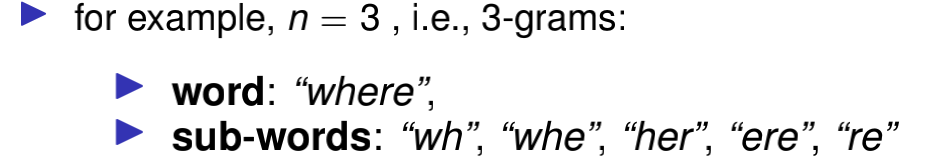 ▶ for example, n = 3 , i.e., 3-grams:
▶ word: “where”,
▶ sub-words: “wh”, “whe”, “her”, “ere”, “re”